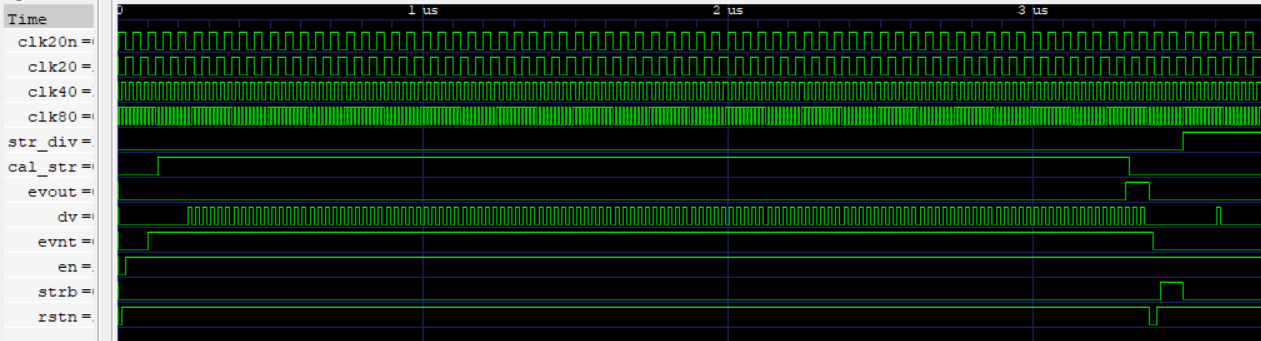 0 1 us 2 us 3 us
Time
clk20n =
clk20 =
clk40 =
clk80 =
str_div =
cal_str =
evout =
dv =
evnt =
en =
strb =
rstn =